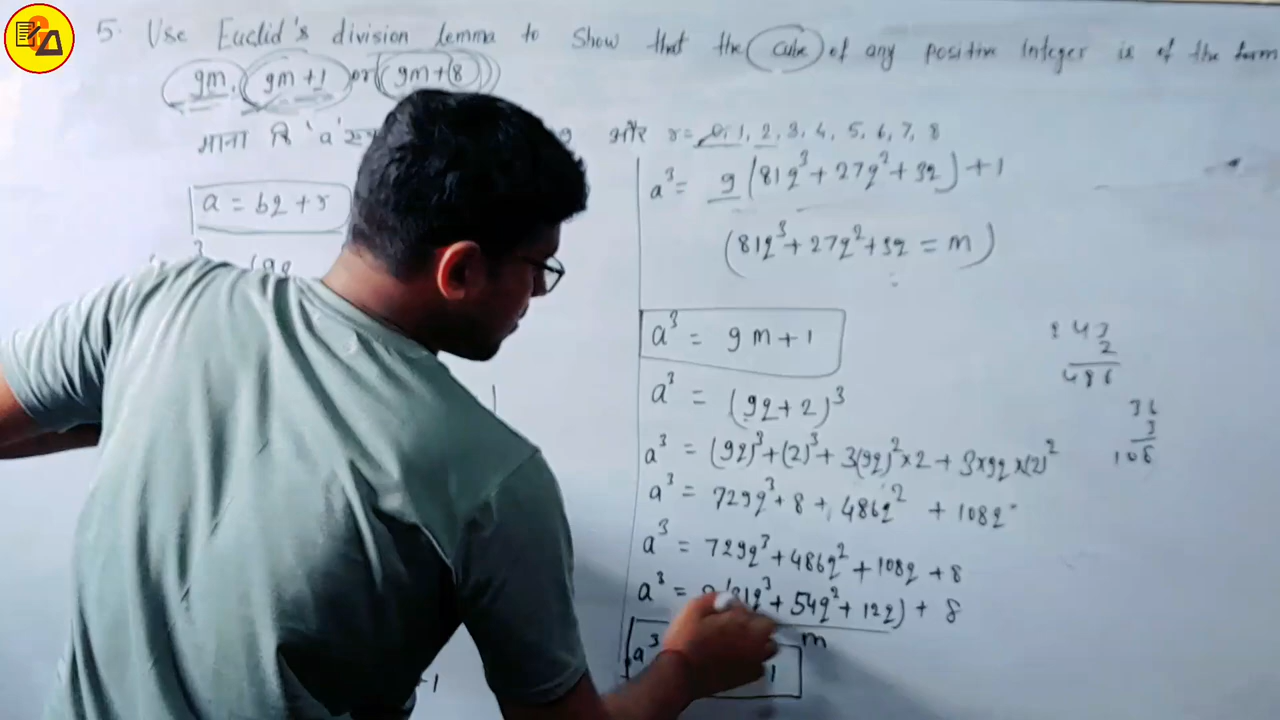 5. Use Euclid's division lemma to show that the cube of any positive Integer is of the form
9m, 9m+1 or 9m+8
माना कि 'a' और r = 0, 1, 2, 3, 4, 5, 6, 7, 8
a = bq + r
a³ = 9(81q³ + 27q² + 3q) + 1
(81q³ + 27q² + 3q = m)
a³ = 9m+1
a³ = (9q+2)³
a³ = (9q)³+(2)³+ 3(9q)²×2 + 3×9q×(2)²
a³ = 729q³ + 8 + 486q² + 108q
a³ = 729q³ + 486q² + 108q + 8
a³ = (81q³ + 54q² + 12q) + 8
m
a³ 1
243
2
486
36
3
108